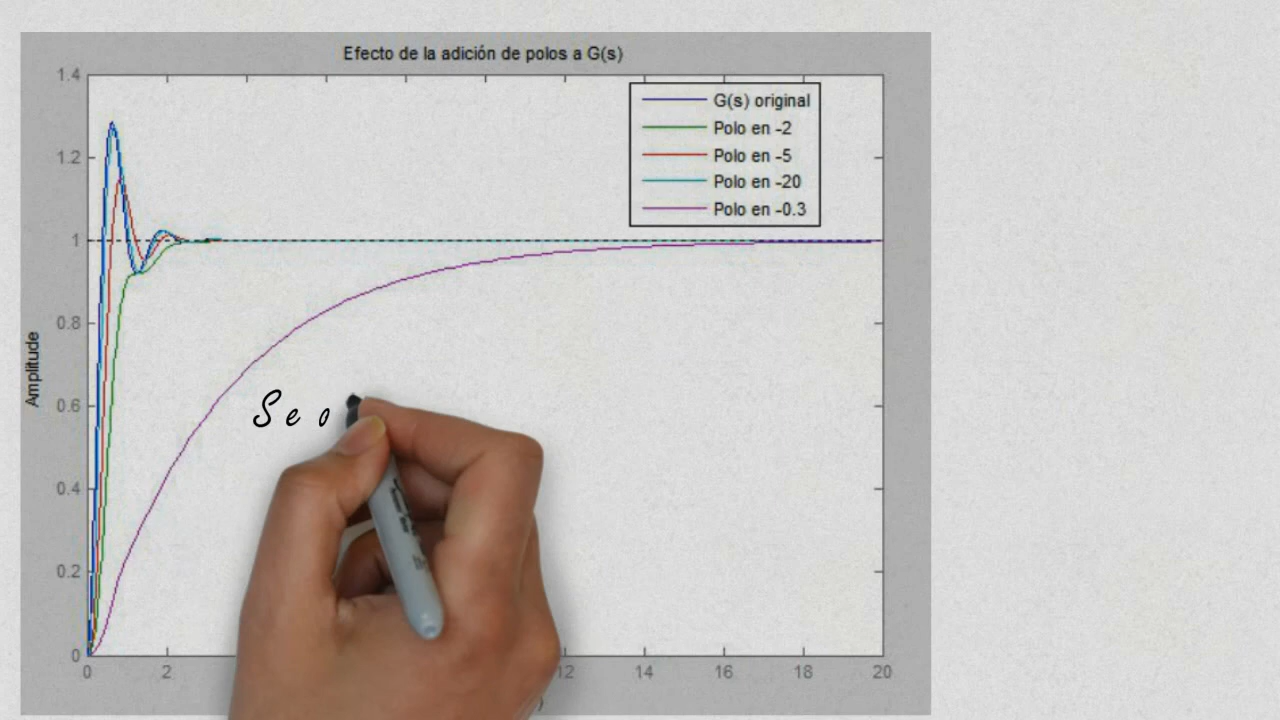 Efecto de la adición de polos a G(s)
1.4
G(s) original
Polo en -2
1.2
Polo en -5
Polo en -20
Polo en -0.3
1
0.8
Amplitude
0.6
Se o
0.4
0.2
0
0 2 12 14 16 18 20